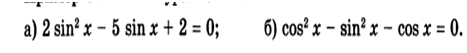 а) 2 sin² x – 5 sin x + 2 = 0; б) cos² x – sin² x – cos x = 0.